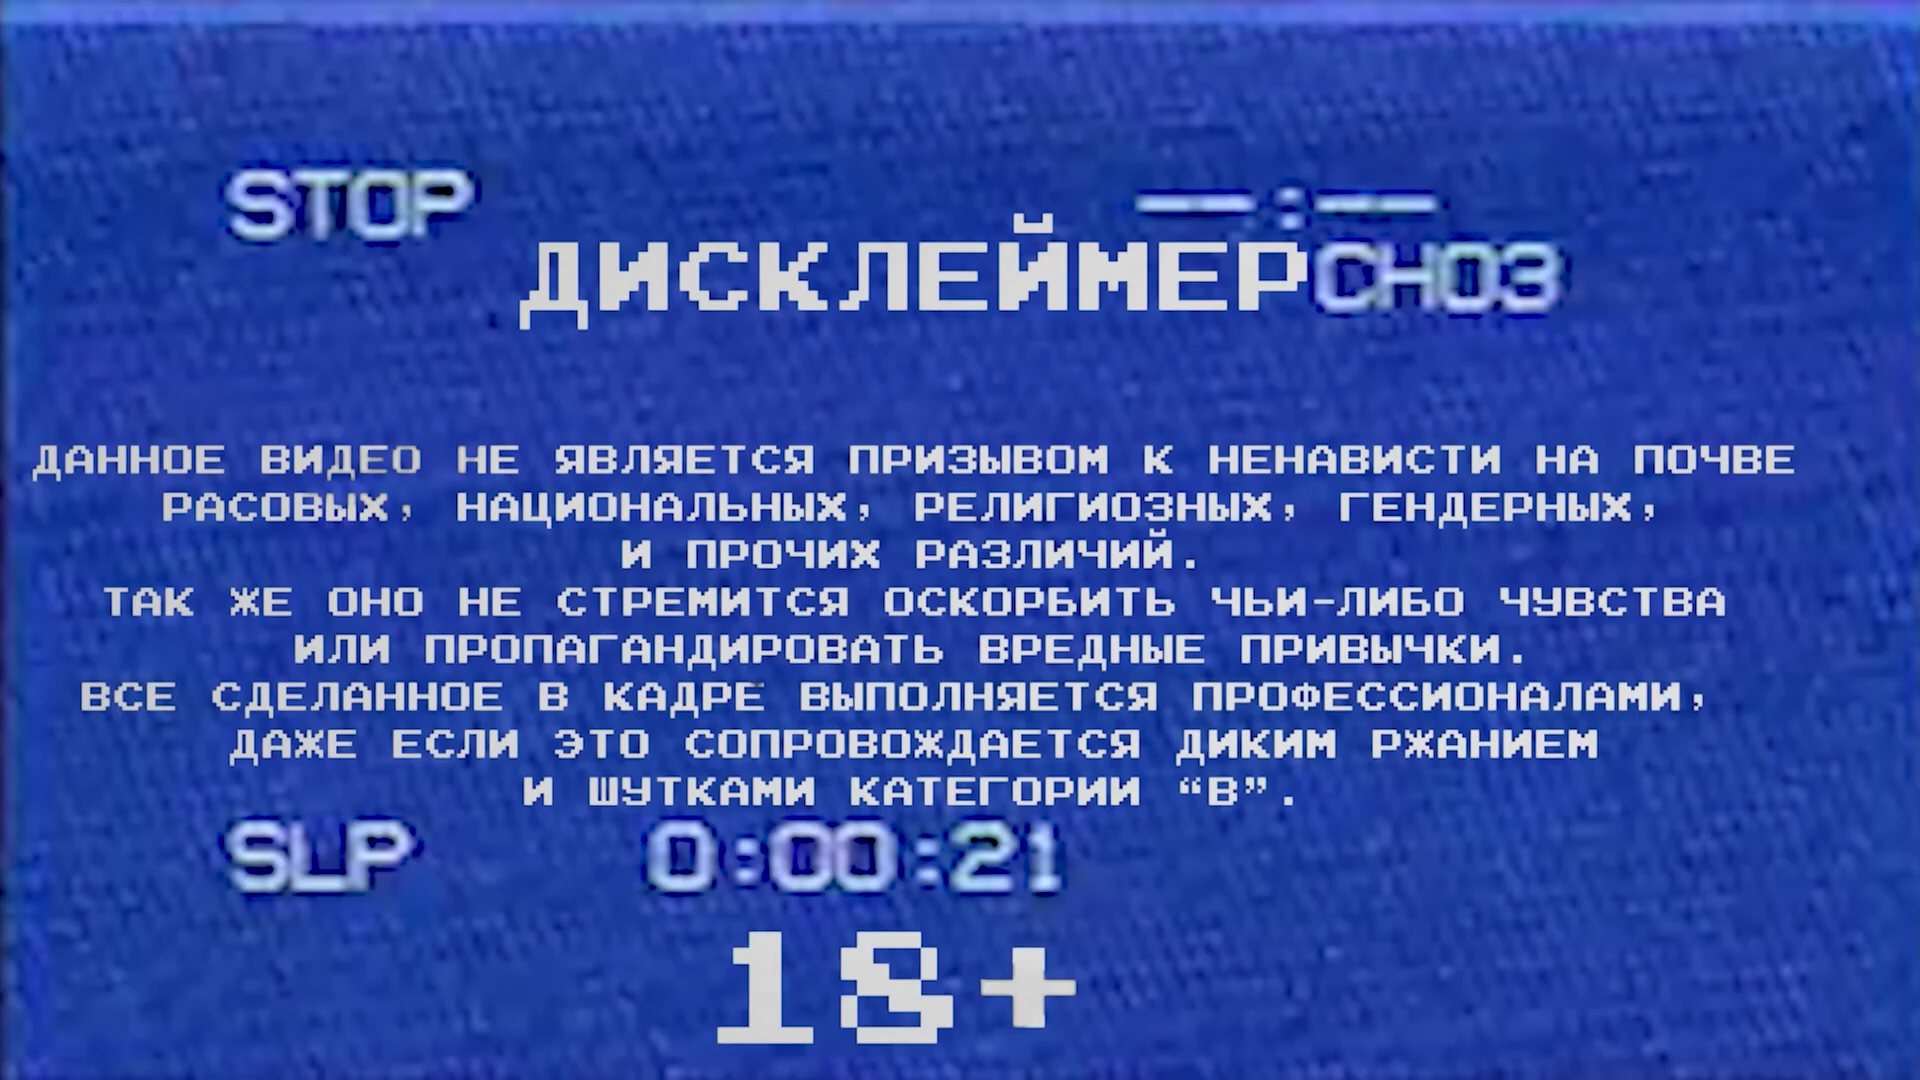 STOP
--:--
ДИСКЛЕЙМЕР
CH03
ДАННОЕ ВИДЕО НЕ ЯВЛЯЕТСЯ ПРИЗЫВОМ К НЕНАВИСТИ НА ПОЧВЕ
РАСОВЫХ, НАЦИОНАЛЬНЫХ, РЕЛИГИОЗНЫХ, ГЕНДЕРНЫХ,
И ПРОЧИХ РАЗЛИЧИЙ.
ТАК ЖЕ ОНО НЕ СТРЕМИТСЯ ОСКОРБИТЬ ЧЬИ-ЛИБО ЧУВСТВА
ИЛИ ПРОПАГАНДИРОВАТЬ ВРЕДНЫЕ ПРИВЫЧКИ.
ВСЕ СДЕЛАННОЕ В КАДРЕ ВЫПОЛНЯЕТСЯ ПРОФЕССИОНАЛАМИ,
ДАЖЕ ЕСЛИ ЭТО СОПРОВОЖДАЕТСЯ ДИКИМ РЖАНИЕМ
И ШУТКАМИ КАТЕГОРИИ “В”.
SLP
0:00:21
18+